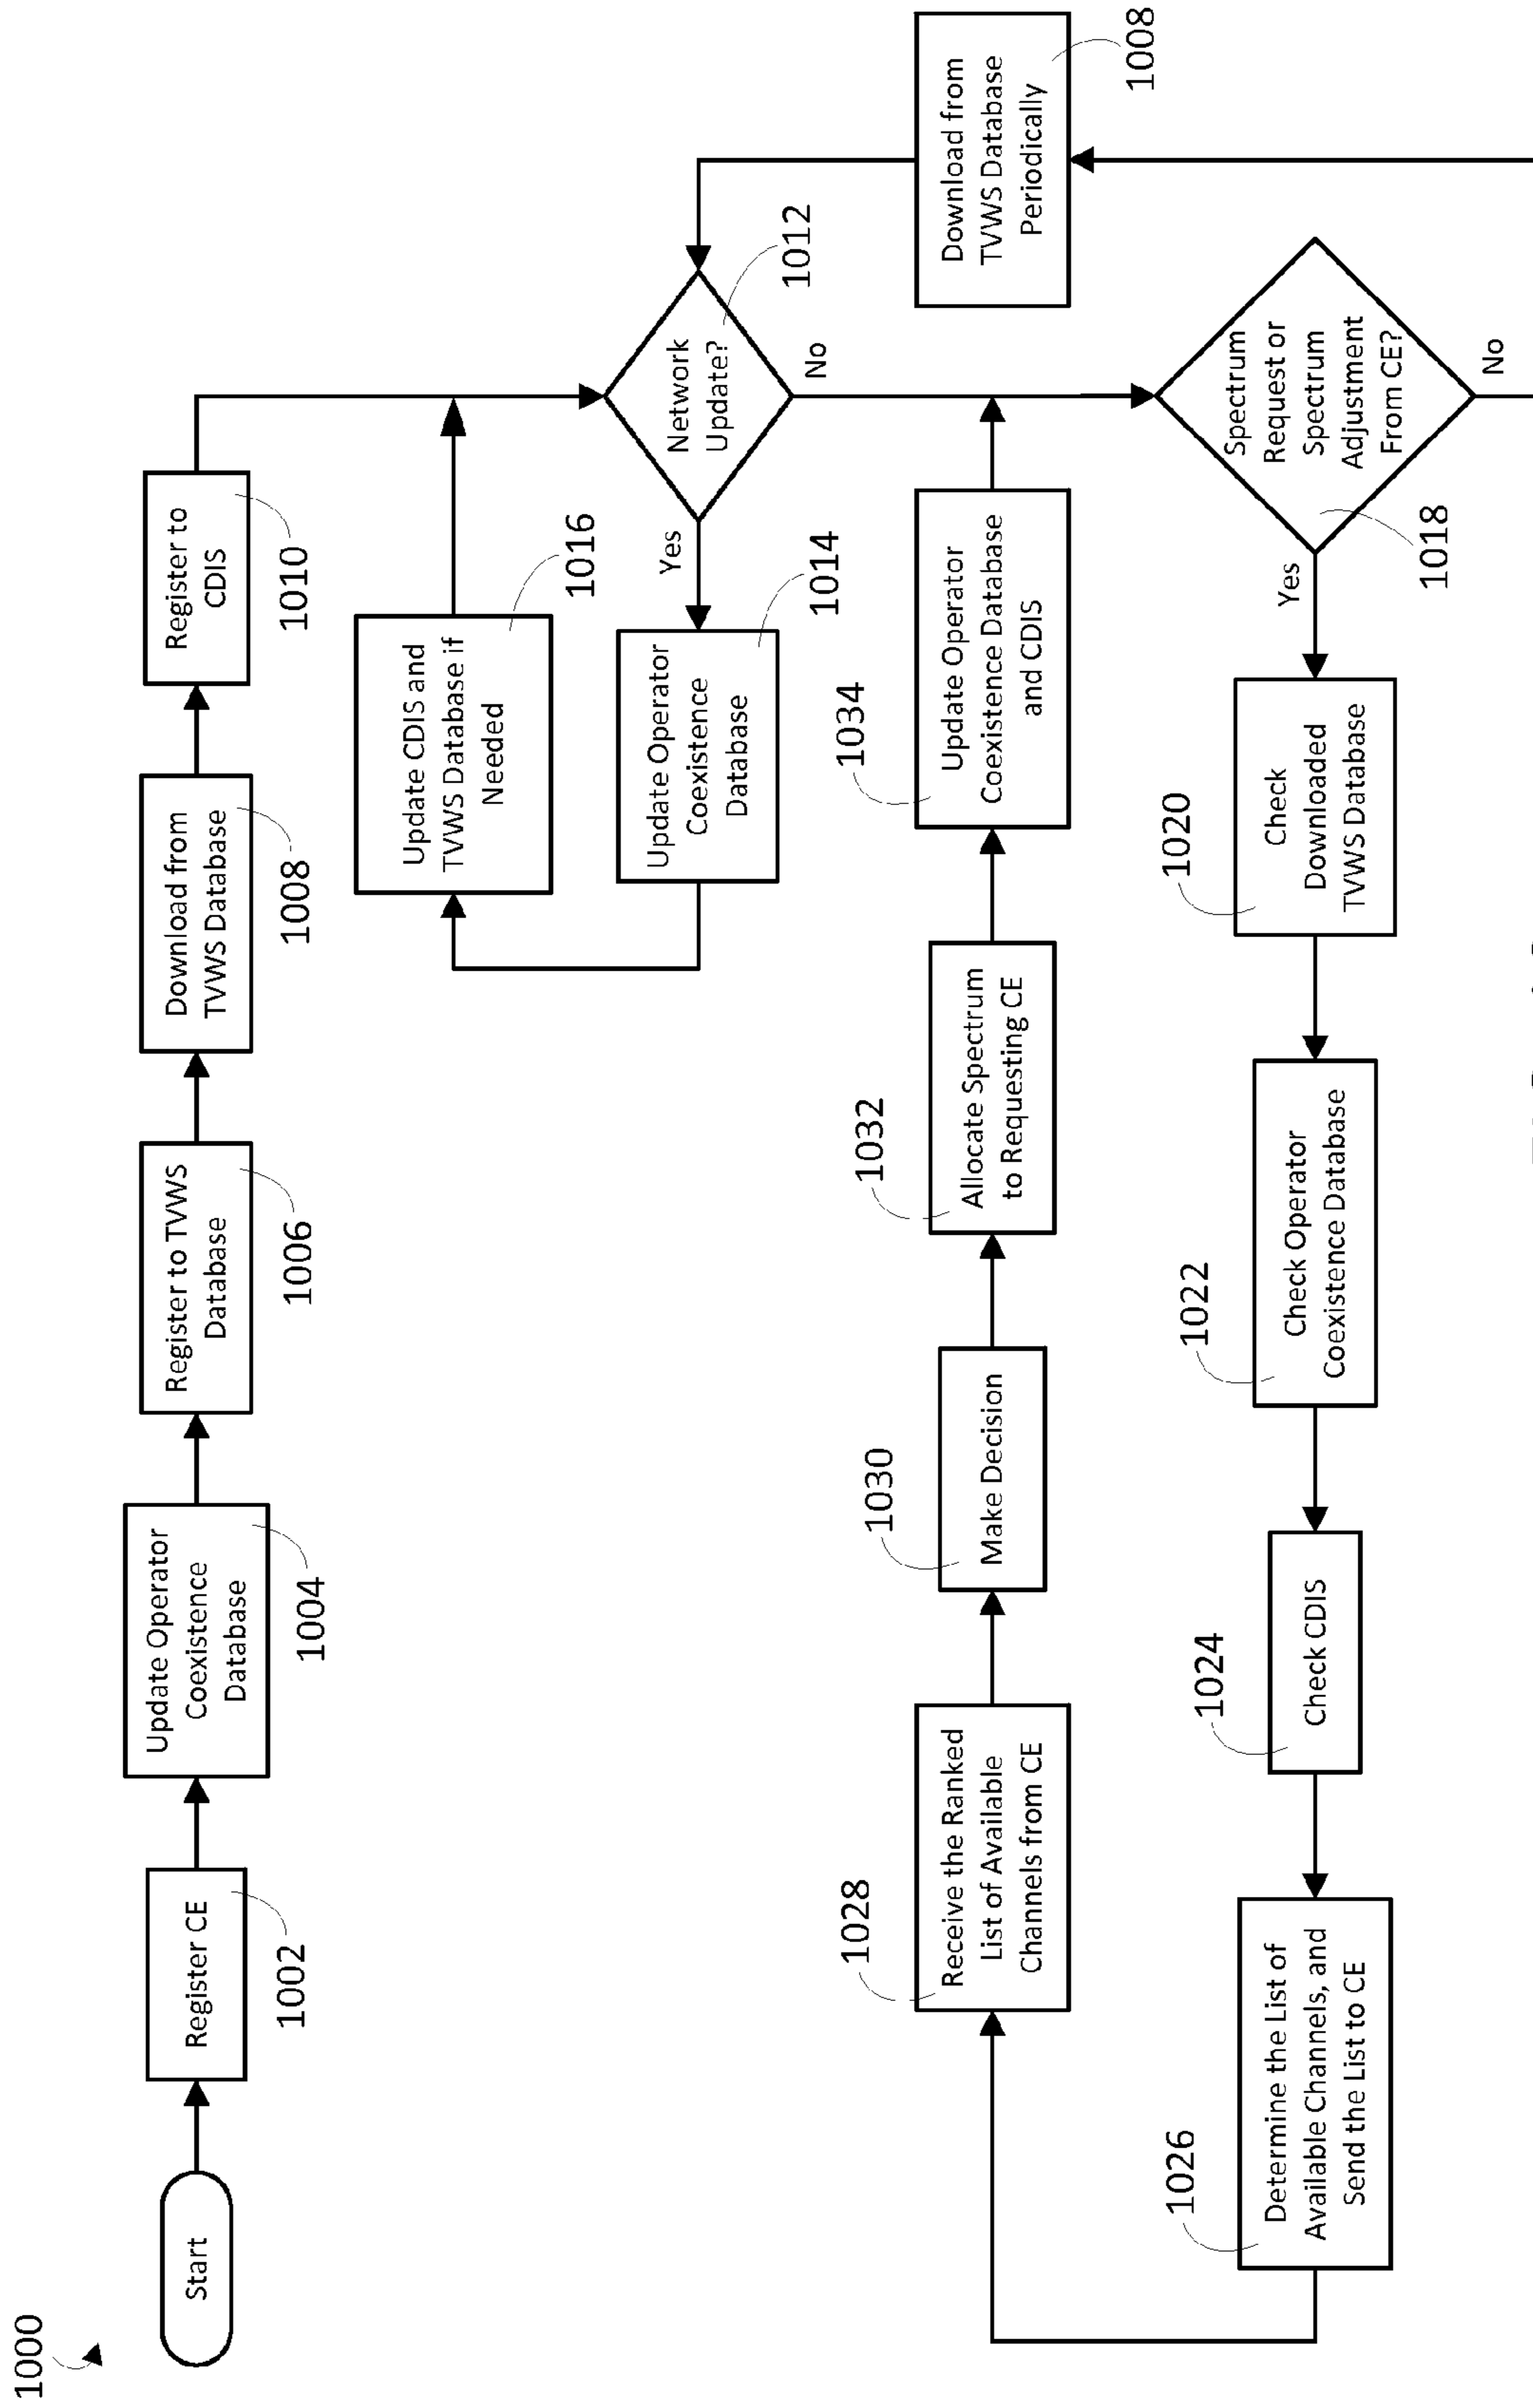 1000
Start
Register CE
1002
Update Operator
Coexistence
Database
1004
Register to TVWS
Database
1006
Download from
TVWS Database
1008
Register to
CDIS
1010
Update CDIS and
TVWS Database if
Needed
1016
Network
Update?
1012
Yes
No
Update Operator
Coexistence
Database
1014
Download from
TVWS Database
Periodically
1008
Receive the Ranked
List of Available
Channels from CE
1028
Make Decision
1030
Allocate Spectrum
to Requesting CE
1032
Update Operator
Coexistence Database
and CDIS
1034
Spectrum
Request or
Spectrum
Adjustment
From CE?
1018
Yes
No
Check
Downloaded
TVWS Database
1020
Check Operator
Coexistence Database
1022
Check CDIS
1024
Determine the List of
Available Channels, and
Send the List to CE
1026